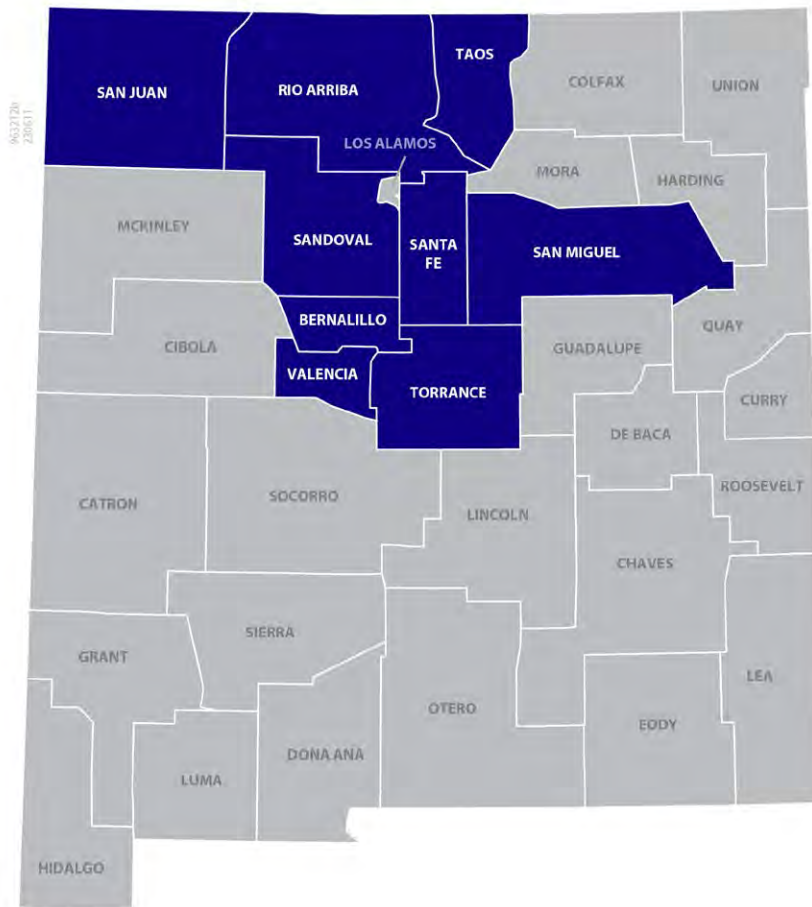 TAOS
COLFAX
UNION
SAN JUAN
RIO ARRIBA
LOS ALAMOS
MORA
HARDING
MCKINLEY
SANDOVAL
SANTA
FE
SAN MIGUEL
BERNALILLO
CIBOLA
GUADALUPE
QUAY
VALENCIA
TORRANCE
CURRY
DE BACA
ROOSEVELT
CATRON
SOCORRO
LINCOLN
CHAVES
SIERRA
GRANT
LEA
OTERO
EODY
DONA ANA
LUMA
HIDALGO